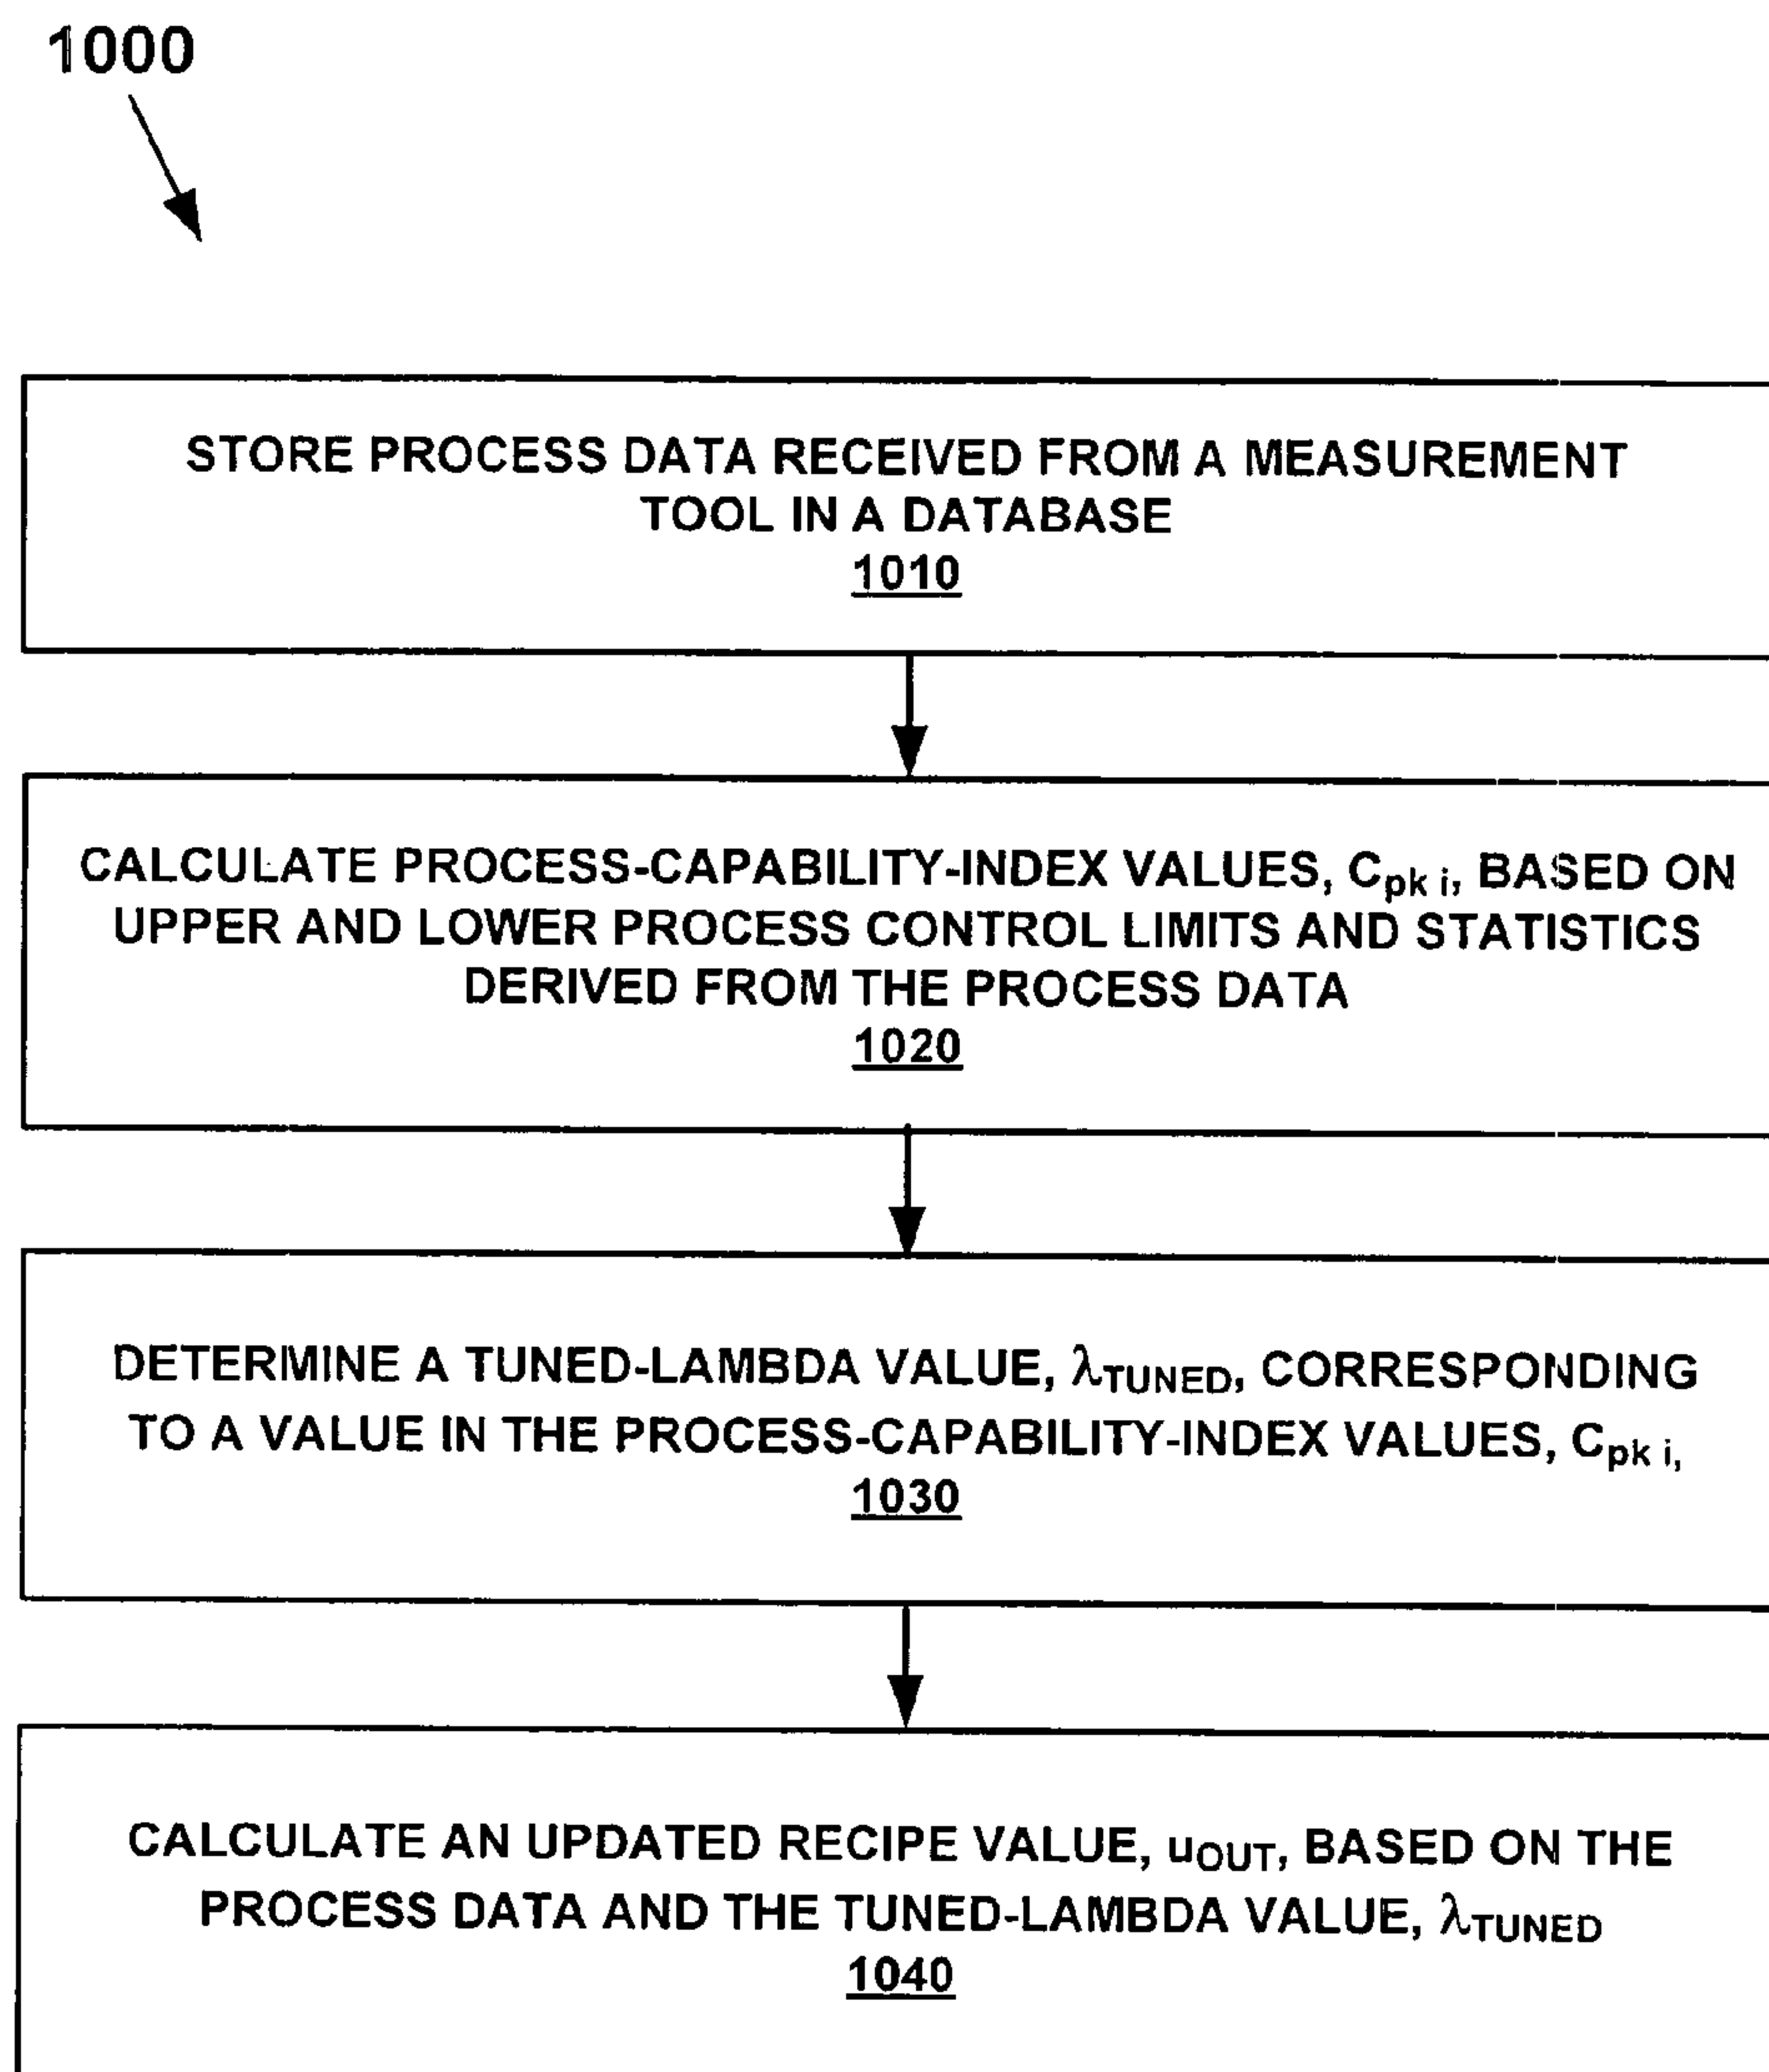 1000
STORE PROCESS DATA RECEIVED FROM A MEASUREMENT
TOOL IN A DATABASE
1010
CALCULATE PROCESS-CAPABILITY-INDEX VALUES, Cpk i, BASED ON
UPPER AND LOWER PROCESS CONTROL LIMITS AND STATISTICS
DERIVED FROM THE PROCESS DATA
1020
DETERMINE A TUNED-LAMBDA VALUE, λTUNED, CORRESPONDING
TO A VALUE IN THE PROCESS-CAPABILITY-INDEX VALUES, Cpk i,
1030
CALCULATE AN UPDATED RECIPE VALUE, uOUT, BASED ON THE
PROCESS DATA AND THE TUNED-LAMBDA VALUE, λTUNED
1040